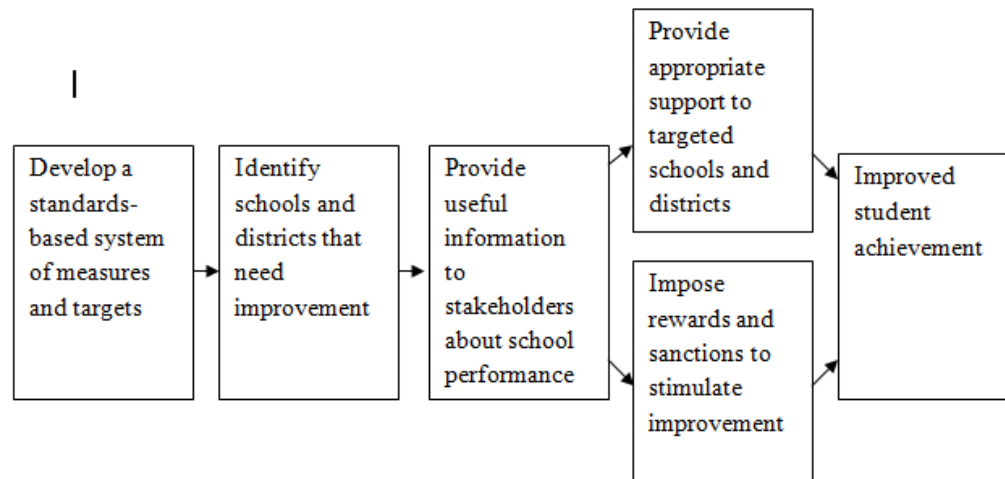 Develop a
standards-
based system
of measures
and targets
Identify
schools and
districts that
need
improvement
Provide
useful
information
to
stakeholders
about school
performance
Provide
appropriate
support to
targeted
schools and
districts
Impose
rewards and
sanctions to
stimulate
improvement
Improved
student
achievement